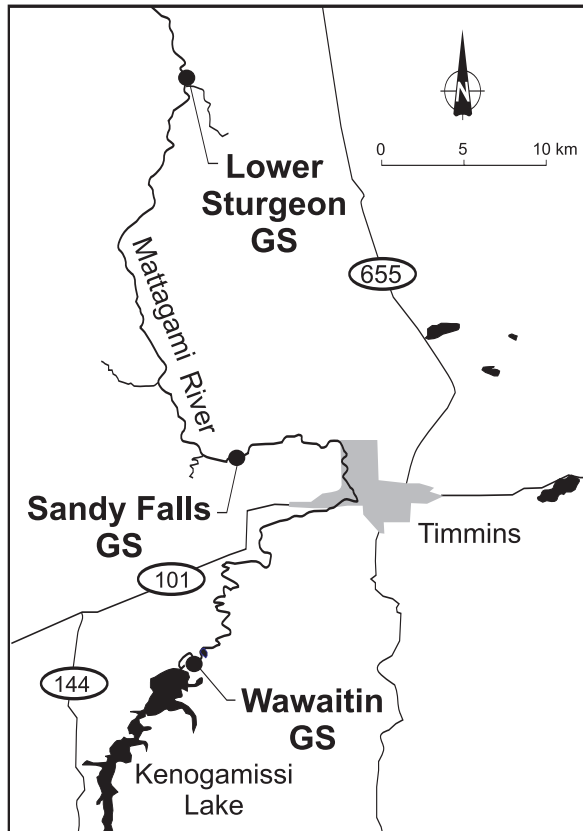 N
0 5 10 km
Lower
Sturgeon
GS
655
Mattagami River
Sandy Falls
GS
Timmins
101
144
Wawaitin
GS
Kenogamissi
Lake